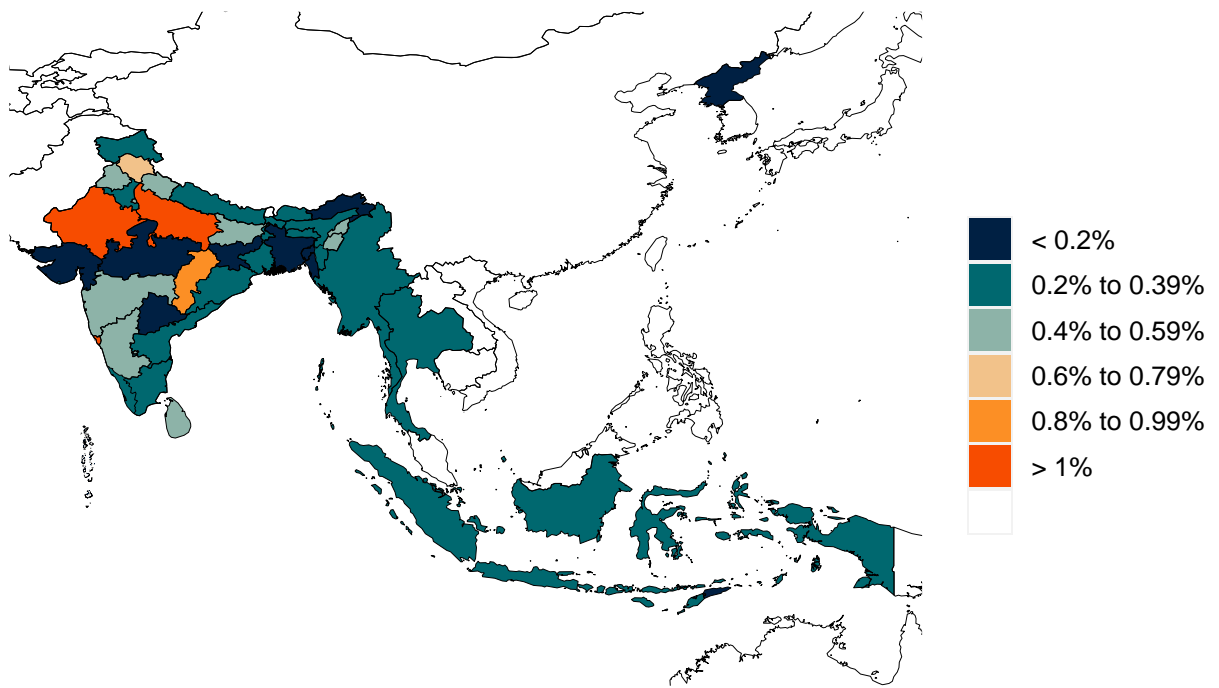 < 0.2%
0.2% to 0.39%
0.4% to 0.59%
0.6% to 0.79%
0.8% to 0.99%
> 1%